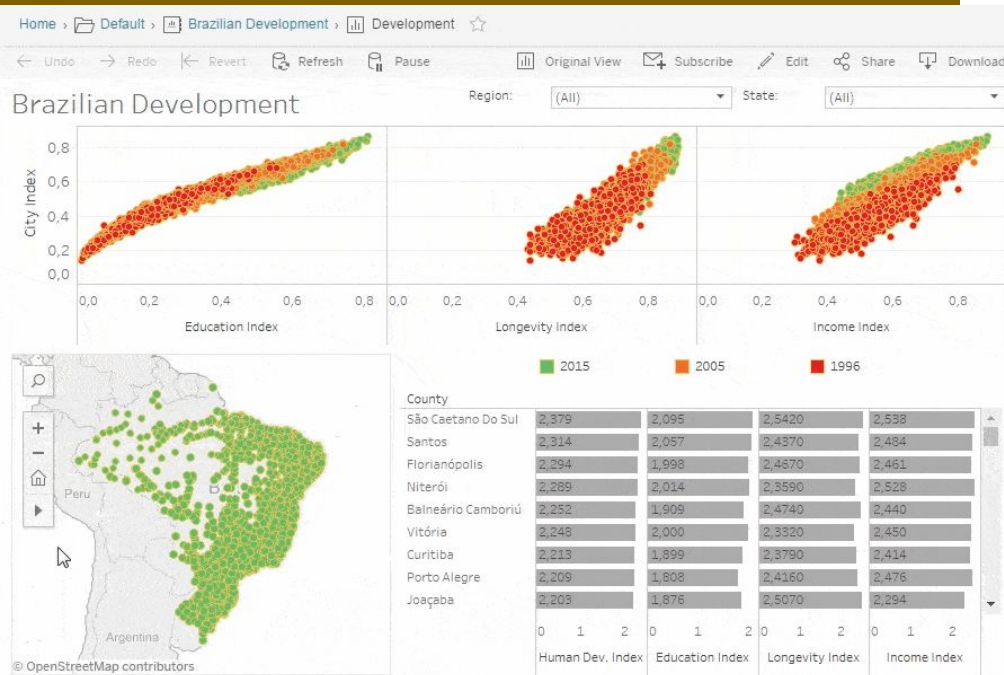 Home › Default › Brazilian Development › Development
Undo Redo Revert Refresh Pause Original View Subscribe Edit Share Download
Brazilian Development
Region: (All) State: (All)
City Index
0,8
0,6
0,4
0,2
0,0
0,0 0,2 0,4 0,6 0,8 0,0 0,2 0,4 0,6 0,8 0,0 0,2 0,4 0,6 0,8
Education Index Longevity Index Income Index
2015 2005 1996
County
São Caetano Do Sul 2,379 2,095 2,5420 2,538
Santos 2,314 2,057 2,4370 2,484
Florianópolis 2,294 1,998 2,4670 2,461
Niterói 2,289 2,014 2,3590 2,528
Balneário Camboriú 2,252 1,909 2,4740 2,440
Vitória 2,248 2,000 2,3320 2,450
Curitiba 2,213 1,899 2,3790 2,414
Porto Alegre 2,209 1,808 2,4160 2,476
Joaçaba 2,203 1,876 2,5070 2,294
0 1 2 0 1 2 0 1 2 0 1 2
Human Dev. Index Education Index Longevity Index Income Index
Peru
B
Argentina
© OpenStreetMap contributors